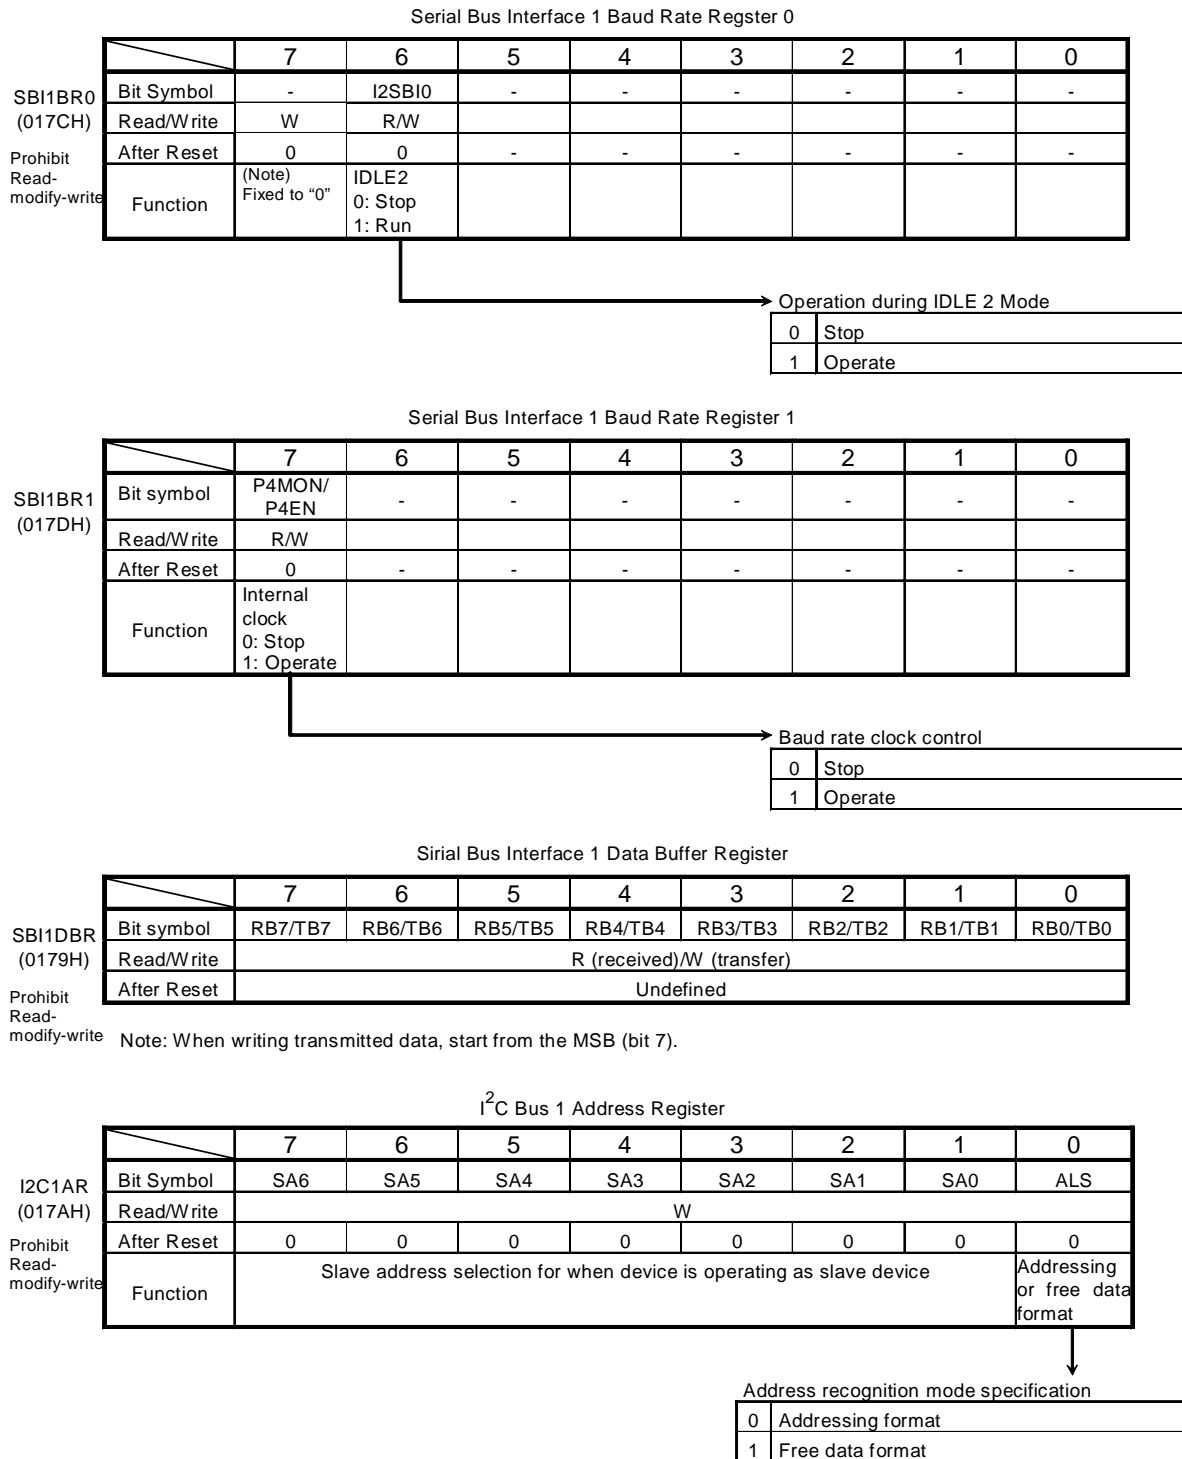 Serial Bus Interface 1 Baud Rate Regster 0
7 6 5 4 3 2 1 0
SBI1BR0
(017CH)
Prohibit
Read-
modify-write
Bit Symbol - I2SBI0 - - - - - -
Read/Write W R/W
After Reset 0 0 - - - - - -
Function
(Note)
Fixed to “0”
IDLE2
0: Stop
1: Run
Operation during IDLE 2 Mode
0 Stop
1 Operate
Serial Bus Interface 1 Baud Rate Register 1
7 6 5 4 3 2 1 0
SBI1BR1
(017DH)
Bit symbol P4MON/ P4EN - - - - - - -
Read/Write R/W
After Reset 0 - - - - - - -
Function
Internal
clock
0: Stop
1: Operate
Baud rate clock control
0 Stop
1 Operate
Sirial Bus Interface 1 Data Buffer Register
7 6 5 4 3 2 1 0
SBI1DBR
(0179H)
Prohibit
Read-
modify-write
Bit symbol RB7/TB7 RB6/TB6 RB5/TB5 RB4/TB4 RB3/TB3 RB2/TB2 RB1/TB1 RB0/TB0
Read/Write R (received)/W (transfer)
After Reset Undefined
Note: When writing transmitted data, start from the MSB (bit 7).
I2C Bus 1 Address Register
7 6 5 4 3 2 1 0
I2C1AR
(017AH)
Prohibit
Read-
modify-write
Bit Symbol SA6 SA5 SA4 SA3 SA2 SA1 SA0 ALS
Read/Write W
After Reset 0 0 0 0 0 0 0 0
Function
Slave address selection for when device is operating as slave device
Addressing
or free data
format
Address recognition mode specification
0 Addressing format
1 Free data format